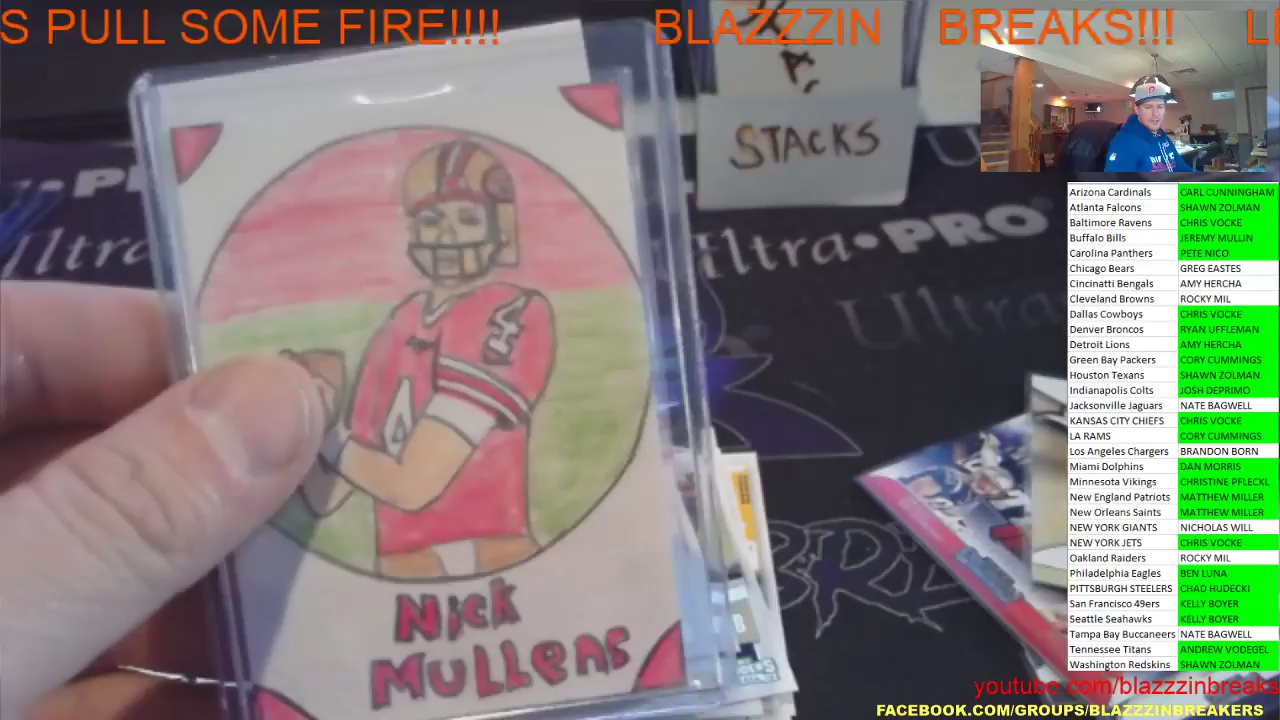 S PULL SOME FIRE!!!! BLAZZZIN BREAKS!!! LE
A
STACKS
Ultra•PRO
Ultra
4
Nick
Mullens
Arizona Cardinals CARL CUNNINGHAM
Atlanta Falcons SHAWN ZOLMAN
Baltimore Ravens CHRIS VOCKE
Buffalo Bills JEREMY MULLIN
Carolina Panthers PETE NICO
Chicago Bears GREG EASTES
Cincinatti Bengals AMY HERCHA
Cleveland Browns ROCKY MIL
Dallas Cowboys CHRIS VOCKE
Denver Broncos RYAN UFFLEMAN
Detroit Lions AMY HERCHA
Green Bay Packers CORY CUMMINGS
Houston Texans SHAWN ZOLMAN
Indianapolis Colts JOSH DEPRIMO
Jacksonville Jaguars NATE BAGWELL
KANSAS CITY CHIEFS CHRIS VOCKE
LA RAMS CORY CUMMINGS
Los Angeles Chargers BRANDON BORN
Miami Dolphins DAN MORRIS
Minnesota Vikings CHRISTINE PFLECKL
New England Patriots MATTHEW MILLER
New Orleans Saints MATTHEW MILLER
NEW YORK GIANTS NICHOLAS WILL
NEW YORK JETS CHRIS VOCKE
Oakland Raiders ROCKY MIL
Philadelphia Eagles BEN LUNA
PITTSBURGH STEELERS CHAD HUDECKI
San Francisco 49ers KELLY BOYER
Seattle Seahawks KELLY BOYER
Tampa Bay Buccaneers NATE BAGWELL
Tennessee Titans ANDREW VODEGEL
Washington Redskins SHAWN ZOLMAN
youtube.com/blazzzinbreaks
FACEBOOK.COM/GROUPS/BLAZZZINBREAKERS